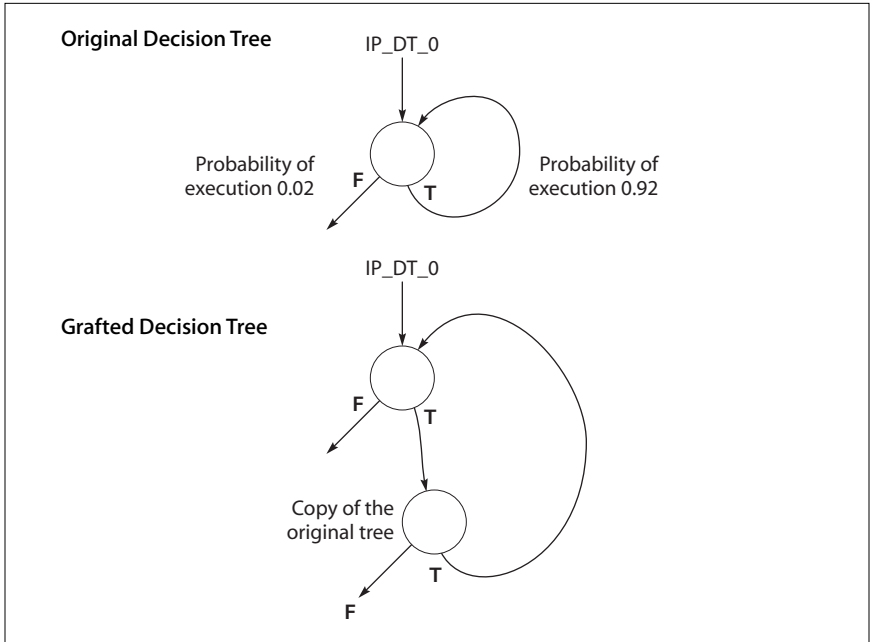 Original Decision Tree
IP_DT_0
Probability of
execution 0.02
F
T
Probability of
execution 0.92
IP_DT_0
Grafted Decision Tree
F
T
Copy of the
original tree
T
F